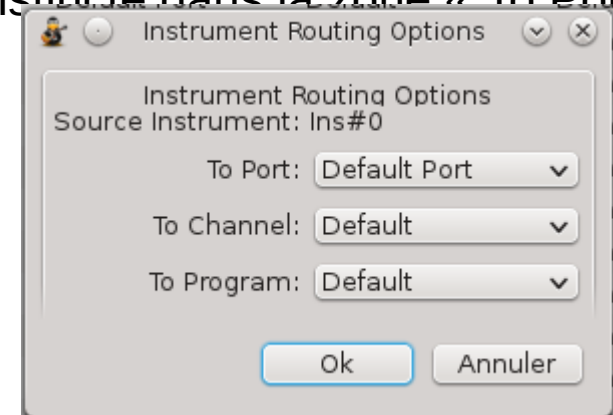 Instrument Routing Options
Instrument Routing Options
Source Instrument: Ins#0
To Port: Default Port
To Channel: Default
To Program: Default
Ok Annuler